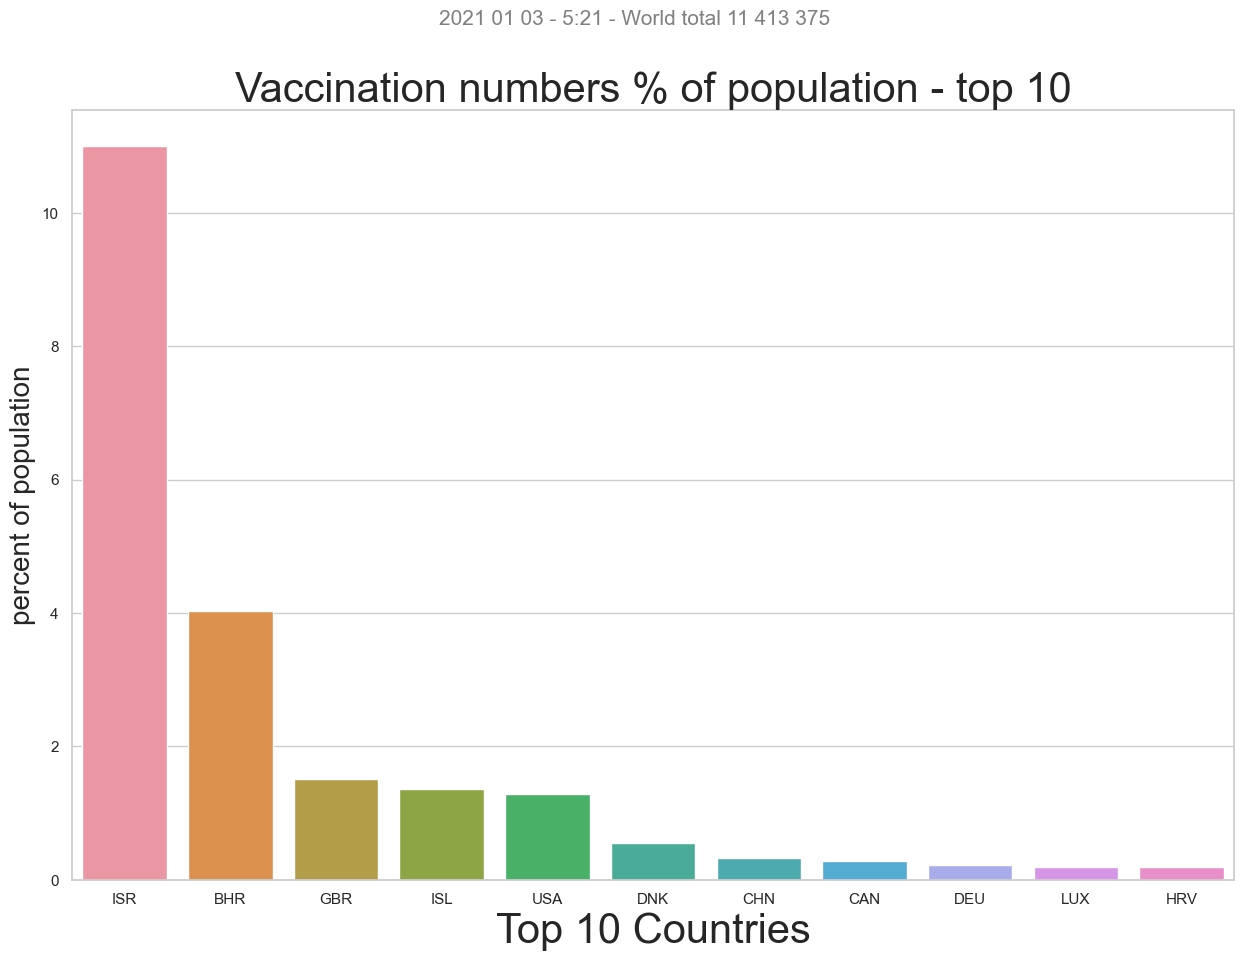 2021 01 03 - 5:21 - World total 11 413 375
Vaccination numbers % of population - top 10
percent of population
10
8
6
4
2
0
ISR BHR GBR ISL USA DNK CHN CAN DEU LUX HRV
Top 10 Countries